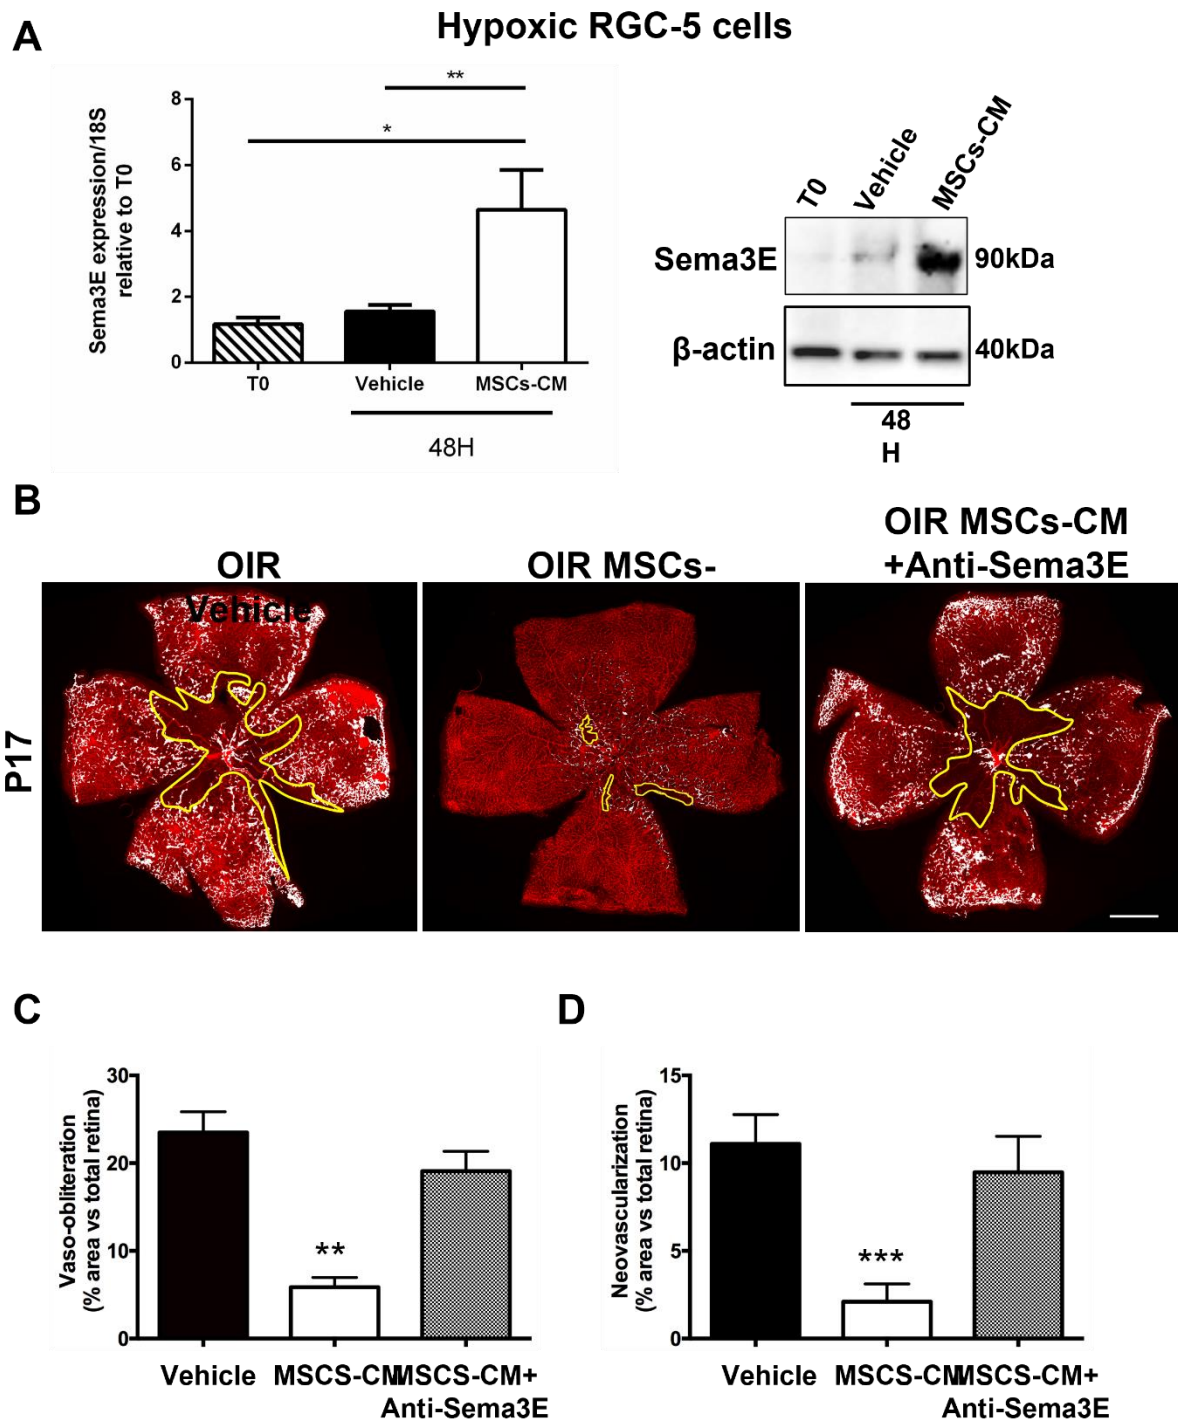 A
Hypoxic RGC-5 cells
Sema3E expression/18S
relative to T0
8
6
4
2
0
**
*
T0
Vehicle
MSCs-CM
48H
T0
Vehicle
MSCs-CM
Sema3E
90kDa
β-actin
40kDa
48
H
B
OIR
Vehicle
OIR MSCs-
OIR MSCs-CM
+Anti-Sema3E
P17
C
Vaso-obliteration
(% area vs total retina)
30
20
10
0
**
Vehicle
MSCS-CM
MSCS-CM+
Anti-Sema3E
D
Neovascularization
(% area vs total retina)
15
10
5
0
***
Vehicle
MSCS-CM
MSCS-CM+
Anti-Sema3E